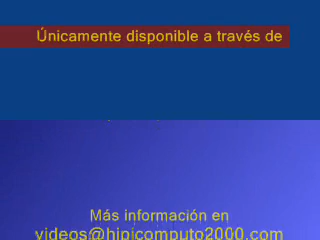 Únicamente disponible a través de
Más información en
videos@hipicomputo2000.com